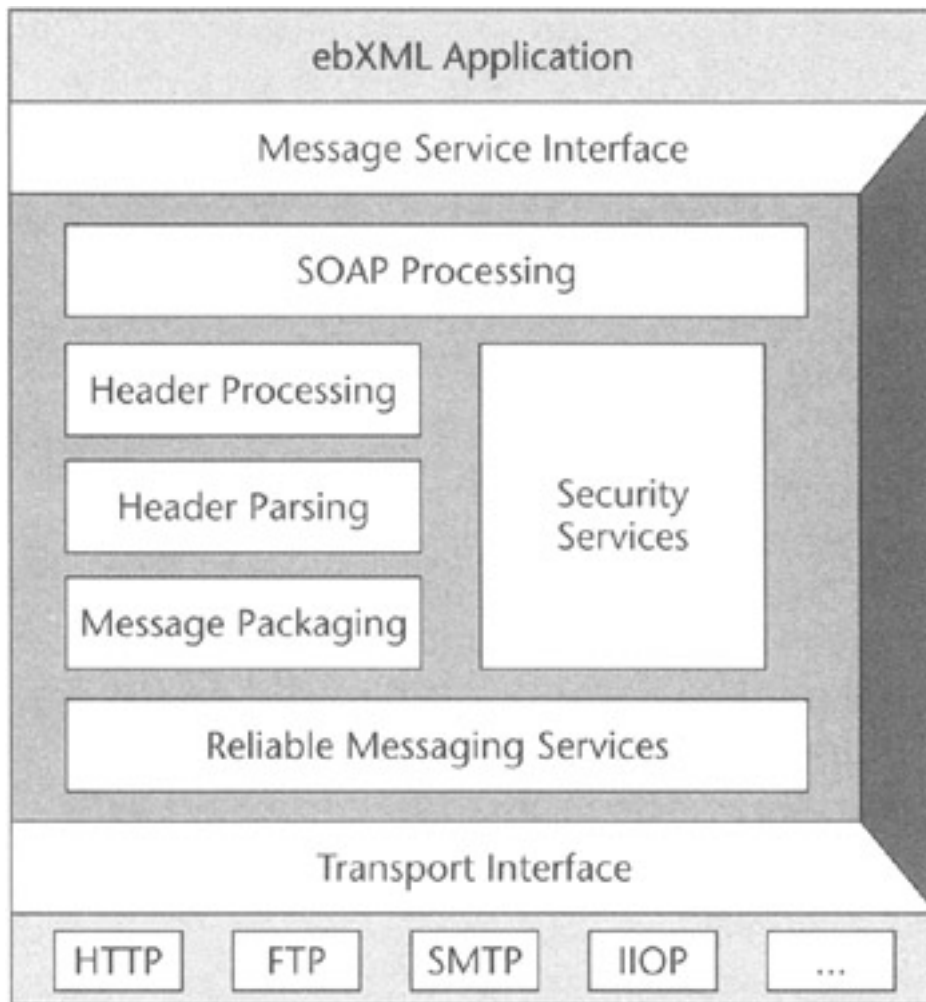 ebXML Application
Message Service Interface
SOAP Processing
Header Processing
Header Parsing
Message Packaging
Security
Services
Reliable Messaging Services
Transport Interface
HTTP FTP SMTP IIOP ...